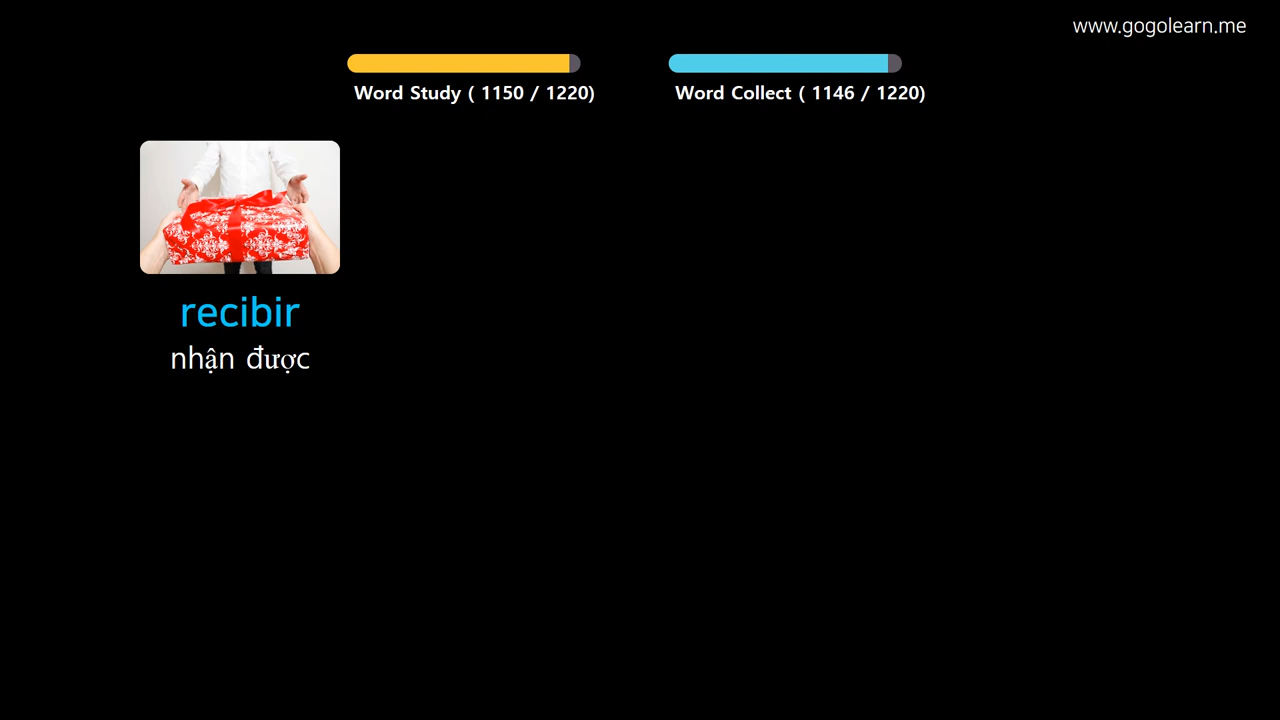 www.gogolearn.me
Word Study ( 1150 / 1220)
Word Collect ( 1146 / 1220)
recibir
nhận được